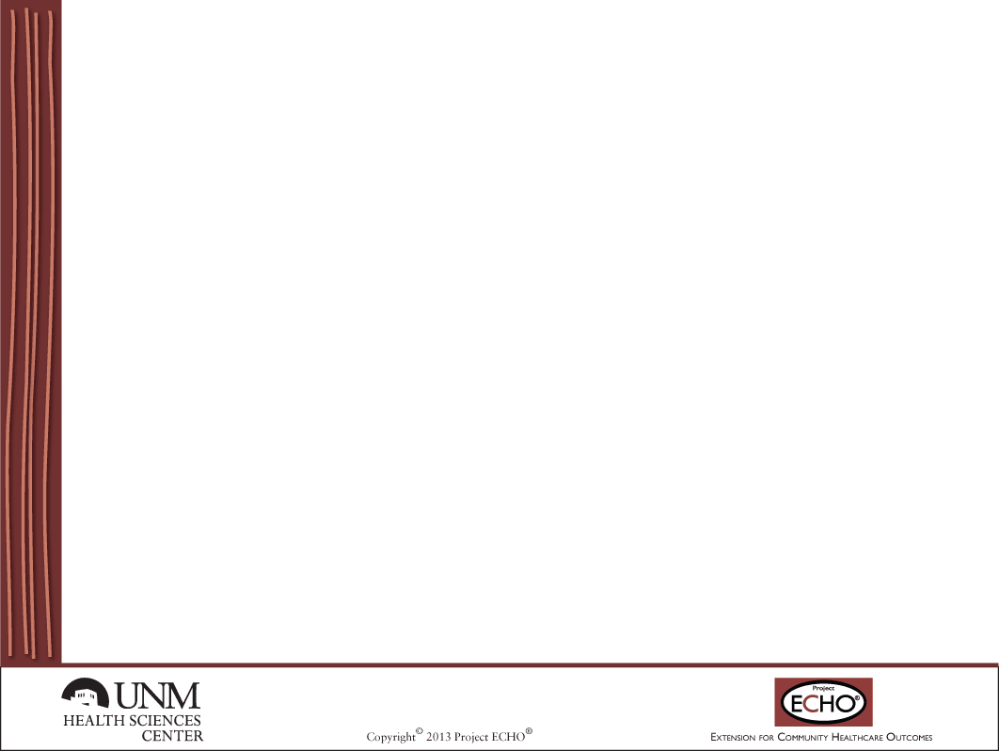 UNM
HEALTH SCIENCES
CENTER
Copyright© 2013 Project ECHO®
Project
ECHO®
EXTENSION FOR COMMUNITY HEALTHCARE OUTCOMES